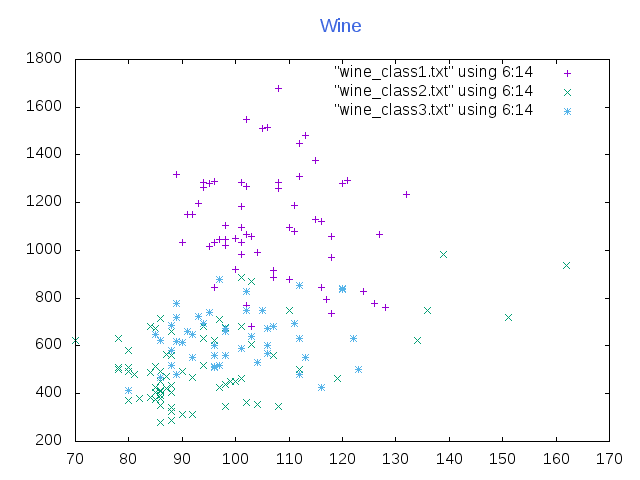 Wine
1800
1600
1400
1200
1000
800
600
400
200
70 80 90 100 110 120 130 140 150 160 170
"wine_class1.txt" using 6:14
"wine_class2.txt" using 6:14
"wine_class3.txt" using 6:14